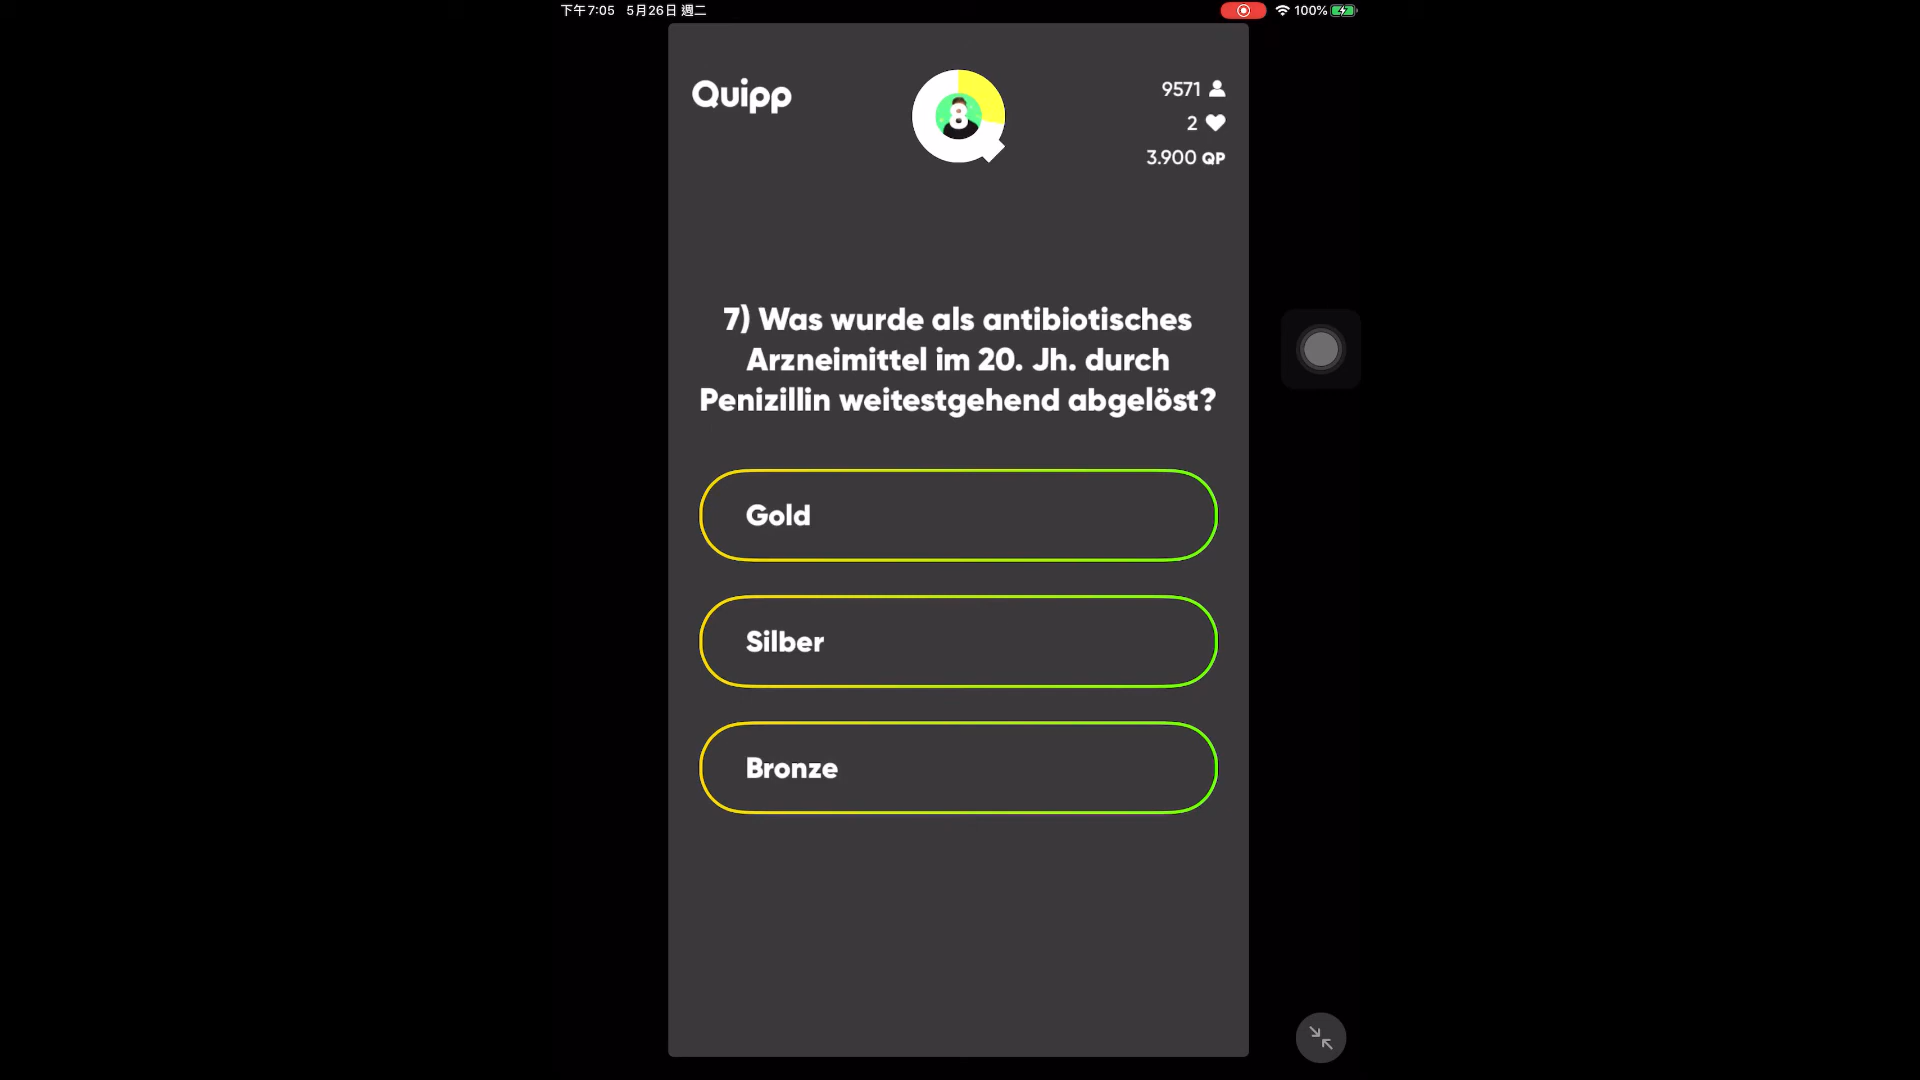 下午7:05 5月26日 週二
100%
Quipp
8
9571
2
3.900 QP
7) Was wurde als antibiotisches
Arzneimittel im 20. Jh. durch
Penizillin weitestgehend abgelöst?
Gold
Silber
Bronze